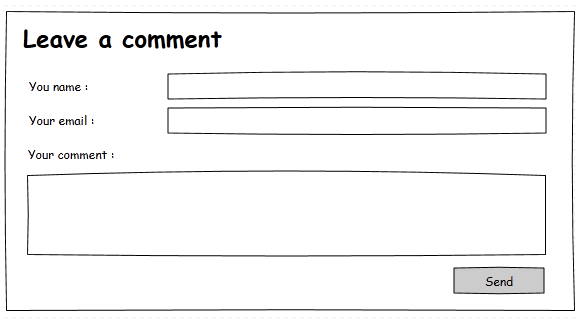 Leave a comment
You name :
Your email :
Your comment :
Send